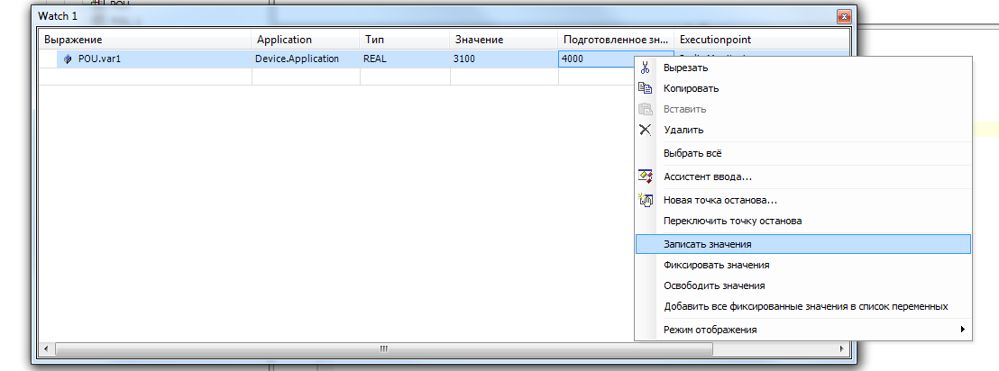 POU
Watch 1
Выражение Application Тип Значение Подготовленное зн... Executionpoint
POU.var1 Device.Application REAL 3100 4000
Вырезать
Копировать
Вставить
Удалить
Выбрать всё
Ассистент ввода...
Новая точка останова...
Переключить точку останова
Записать значения
Фиксировать значения
Освободить значения
Добавить все фиксированные значения в список переменных
Режим отображения